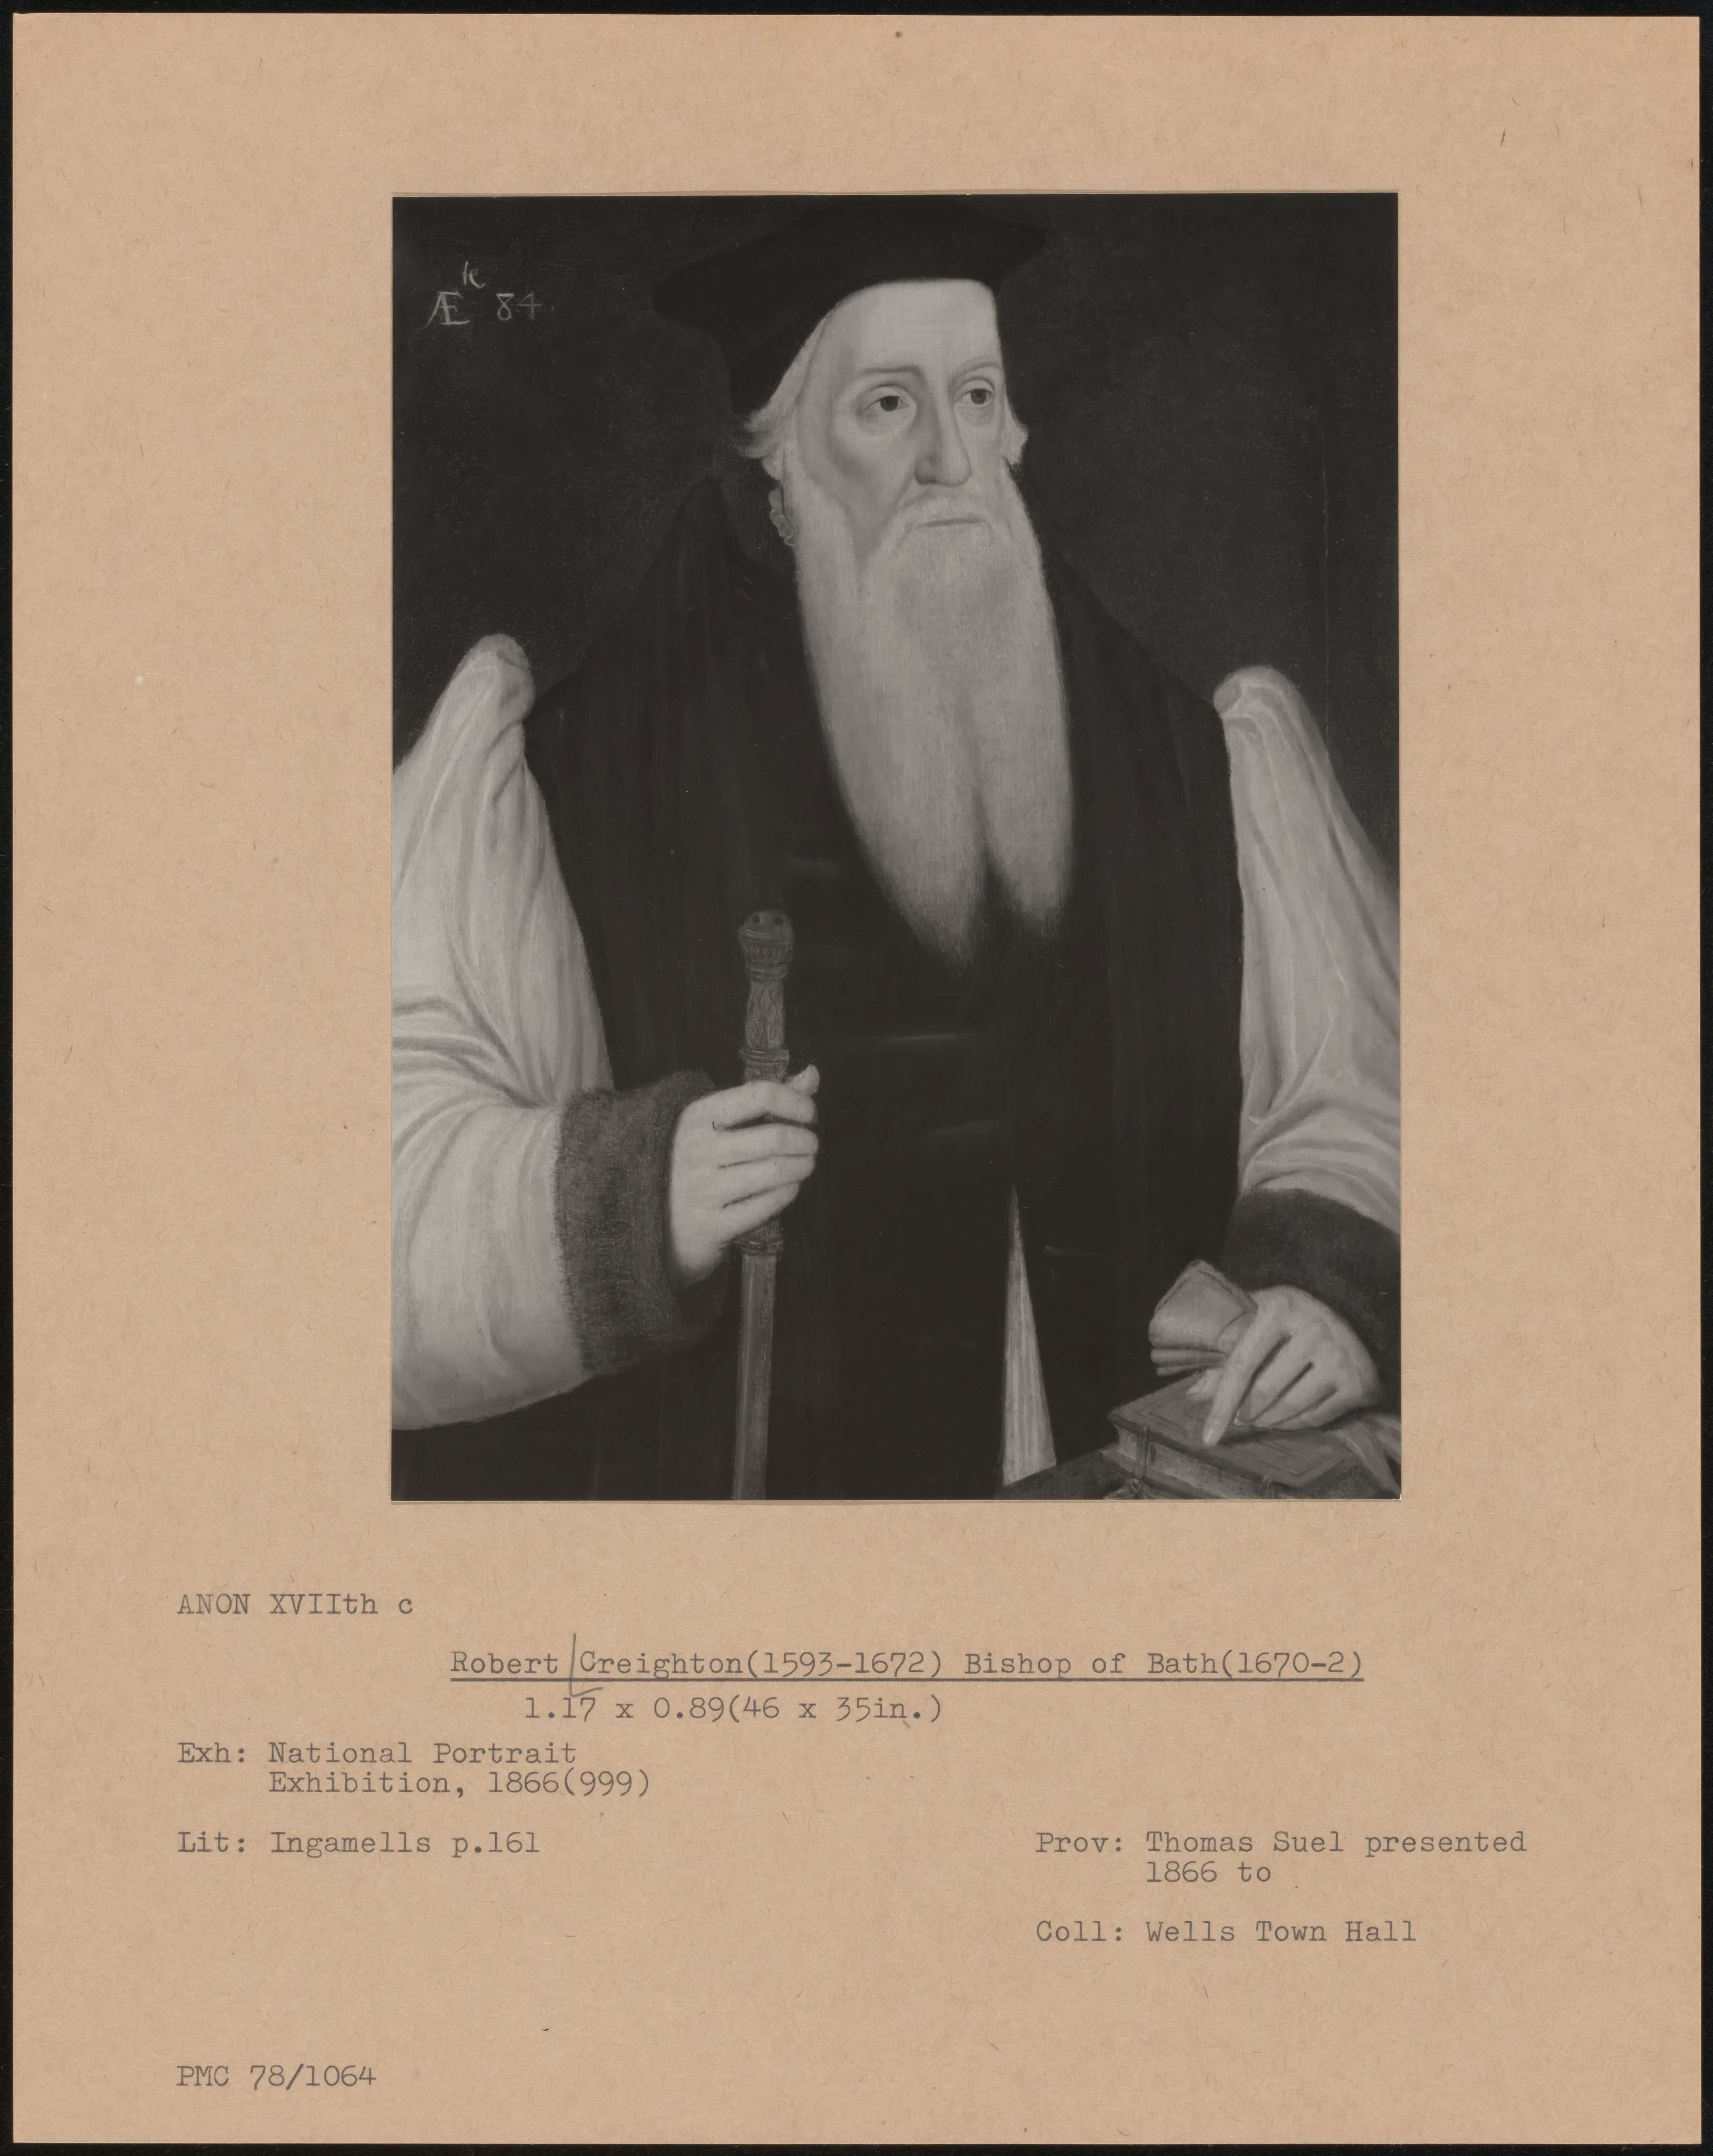 te
Æ 84
ANON XVIIth c
Robert Creighton(1593-1672) Bishop of Bath(1670-2)
1.17 x 0.89(46 x 35in.)
Exh: National Portrait
Exhibition, 1866(999)
Lit: Ingamells p.161
Prov: Thomas Suel presented
1866 to
Coll: Wells Town Hall
PMC 78/1064